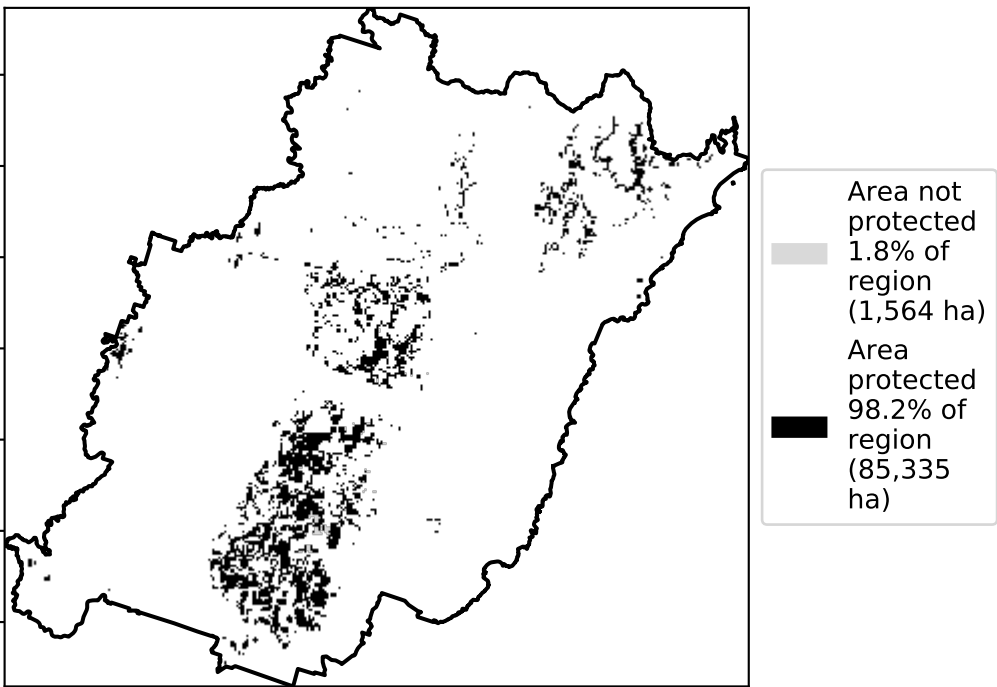 Area not
protected
1.8% of
region
(1,564 ha)
Area
protected
98.2% of
region
(85,335
ha)